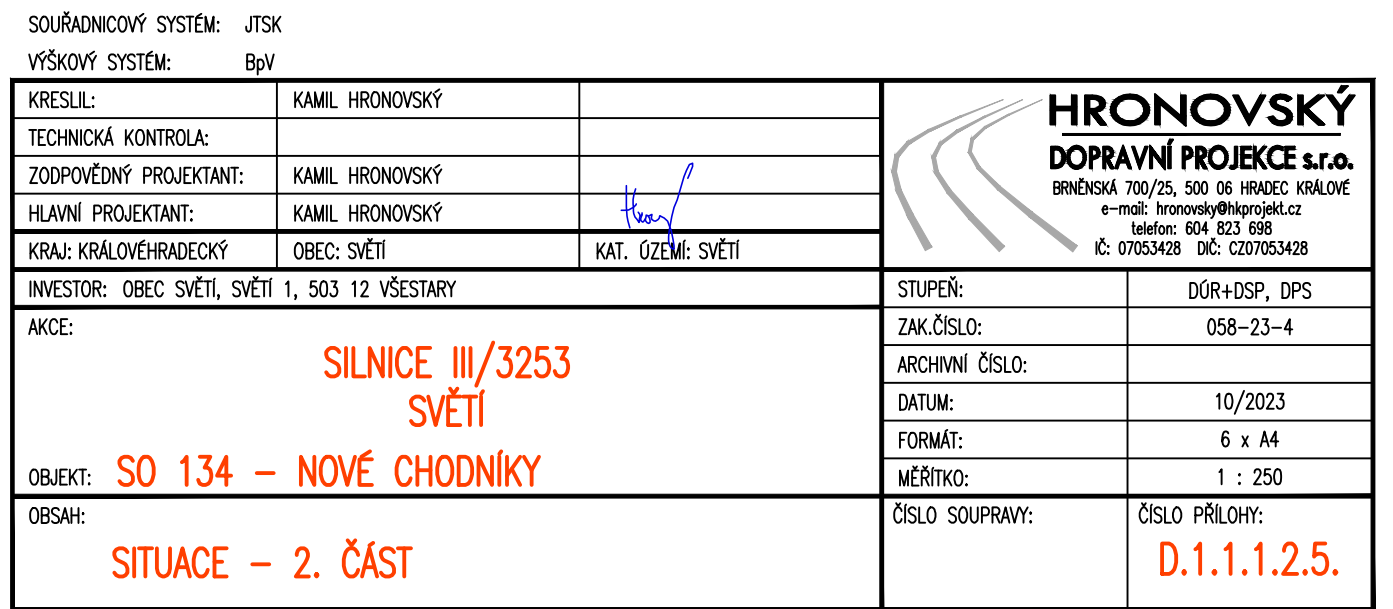 SOUŘADNICOVÝ SYSTÉM: JTSK
VÝŠKOVÝ SYSTÉM: BpV
KRESLIL: KAMIL HRONOVSKÝ
TECHNICKÁ KONTROLA:
ZODPOVĚDNÝ PROJEKTANT: KAMIL HRONOVSKÝ
HLAVNÍ PROJEKTANT: KAMIL HRONOVSKÝ
KRAJ: KRÁLOVÉHRADECKÝ OBEC: SVĚTÍ KAT. ÚZEMÍ: SVĚTÍ
HRONOVSKÝ
DOPRAVNÍ PROJEKCE s.r.o.
BRNĚNSKÁ 700/25, 500 06 HRADEC KRÁLOVÉ
e-mail: hronovsky@hkprojekt.cz
telefon: 604 823 698
IČ: 07053428 DIČ: CZ07053428
INVESTOR: OBEC SVĚTÍ, SVĚTÍ 1, 503 12 VŠESTARY
AKCE:
SILNICE III/3253
SVĚTÍ
OBJEKT: SO 134 – NOVÉ CHODNÍKY
STUPEŇ: DÚR+DSP, DPS
ZAK.ČÍSLO: 058-23-4
ARCHIVNÍ ČÍSLO:
DATUM: 10/2023
FORMÁT: 6 x A4
MĚŘÍTKO: 1 : 250
OBSAH:
SITUACE – 2. ČÁST
ČÍSLO SOUPRAVY:
ČÍSLO PŘÍLOHY:
D.1.1.1.2.5.